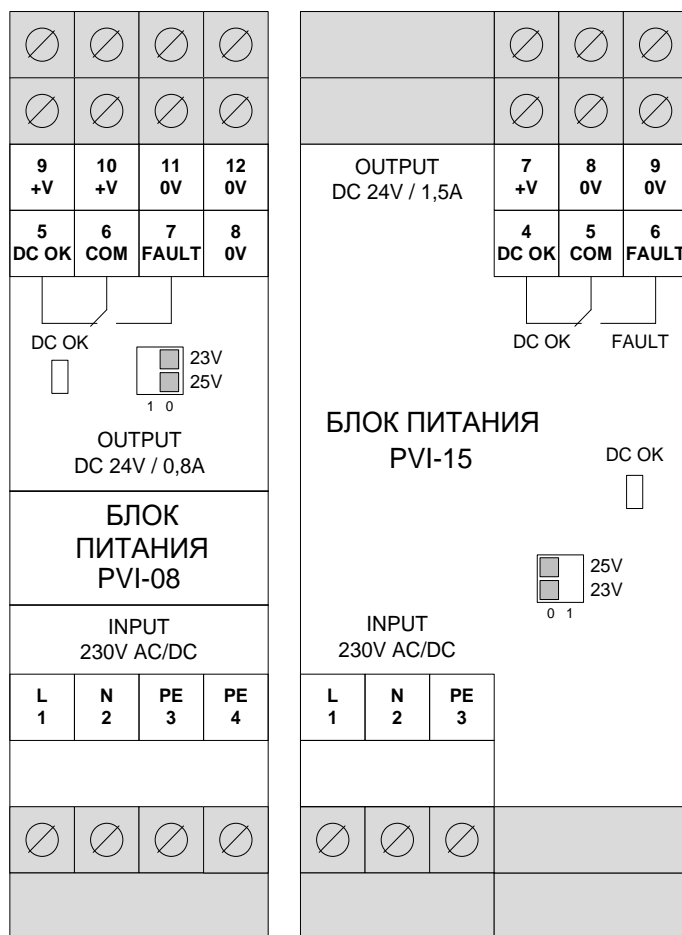 9 10 11 12
+V +V 0V 0V
5 6 7 8
DC OK COM FAULT 0V
DC OK
23V
25V
1 0
OUTPUT
DC 24V / 0,8A
БЛОК
ПИТАНИЯ
PVI-08
INPUT
230V AC/DC
L N PE PE
1 2 3 4
OUTPUT
DC 24V / 1,5A
7 8 9
+V 0V 0V
4 5 6
DC OK COM FAULT
DC OK FAULT
БЛОК ПИТАНИЯ
PVI-15
DC OK
25V
23V
0 1
INPUT
230V AC/DC
L N PE
1 2 3